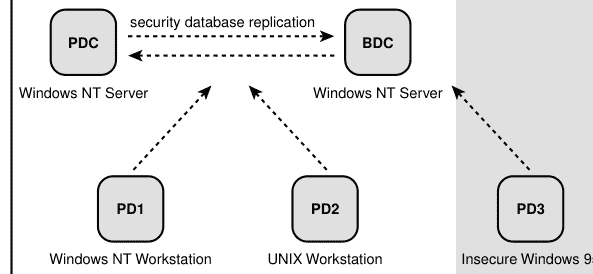 security database replication
PDC
BDC
Windows NT Server
Windows NT Server
PD1
PD2
PD3
Windows NT Workstation
UNIX Workstation
Insecure Windows